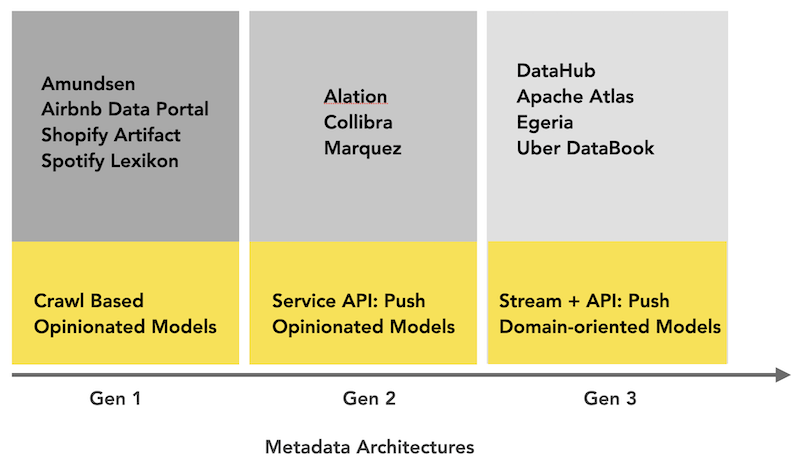 Amundsen
Airbnb Data Portal
Shopify Artifact
Spotify Lexikon
Alation
Collibra
Marquez
DataHub
Apache Atlas
Egeria
Uber DataBook
Crawl Based
Opinionated Models
Service API: Push
Opinionated Models
Stream + API: Push
Domain-oriented Models
Gen 1
Gen 2
Gen 3
Metadata Architectures